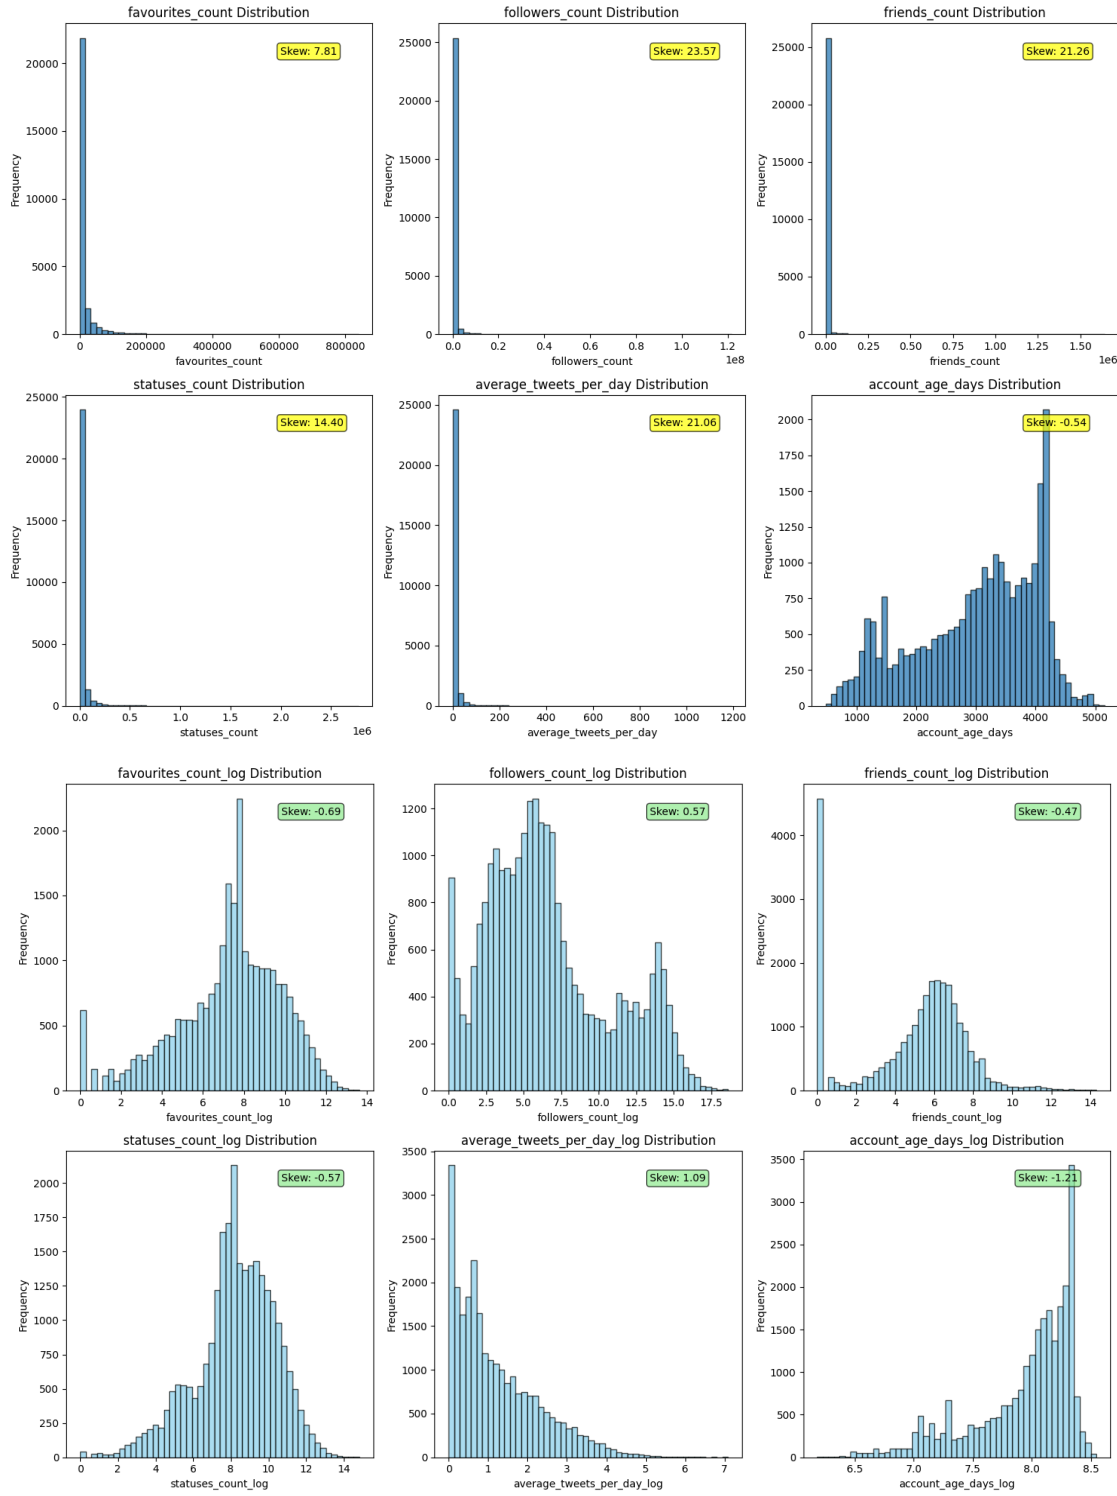 favourites_count Distribution
Skew: 7.81
Frequency
20000
15000
10000
5000
0
0 200000 400000 600000 800000
favourites_count
followers_count Distribution
Skew: 23.57
Frequency
25000
20000
15000
10000
5000
0
0.0 0.2 0.4 0.6 0.8 1.0 1.2
1e8
followers_count
friends_count Distribution
Skew: 21.26
Frequency
25000
20000
15000
10000
5000
0
0.00 0.25 0.50 0.75 1.00 1.25 1.50
1e6
friends_count
statuses_count Distribution
Skew: 14.40
Frequency
25000
20000
15000
10000
5000
0
0.0 0.5 1.0 1.5 2.0 2.5
1e6
statuses_count
average_tweets_per_day Distribution
Skew: 21.06
Frequency
25000
20000
15000
10000
5000
0
0 200 400 600 800 1000 1200
average_tweets_per_day
account_age_days Distribution
Skew: -0.54
Frequency
2000
1750
1500
1250
1000
750
500
250
0
1000 2000 3000 4000 5000
account_age_days
favourites_count_log Distribution
Skew: -0.69
Frequency
2000
1500
1000
500
0
0 2 4 6 8 10 12 14
favourites_count_log
followers_count_log Distribution
Skew: 0.57
Frequency
1200
1000
800
600
400
200
0
0.0 2.5 5.0 7.5 10.0 12.5 15.0 17.5
followers_count_log
friends_count_log Distribution
Skew: -0.47
Frequency
4000
3000
2000
1000
0
0 2 4 6 8 10 12 14
friends_count_log
statuses_count_log Distribution
Skew: -0.57
Frequency
2000
1750
1500
1250
1000
750
500
250
0
0 2 4 6 8 10 12 14
statuses_count_log
average_tweets_per_day_log Distribution
Skew: 1.09
Frequency
3500
3000
2500
2000
1500
1000
500
0
0 1 2 3 4 5 6 7
average_tweets_per_day_log
account_age_days_log Distribution
Skew: -1.21
Frequency
3500
3000
2500
2000
1500
1000
500
0
6.5 7.0 7.5 8.0 8.5
account_age_days_log